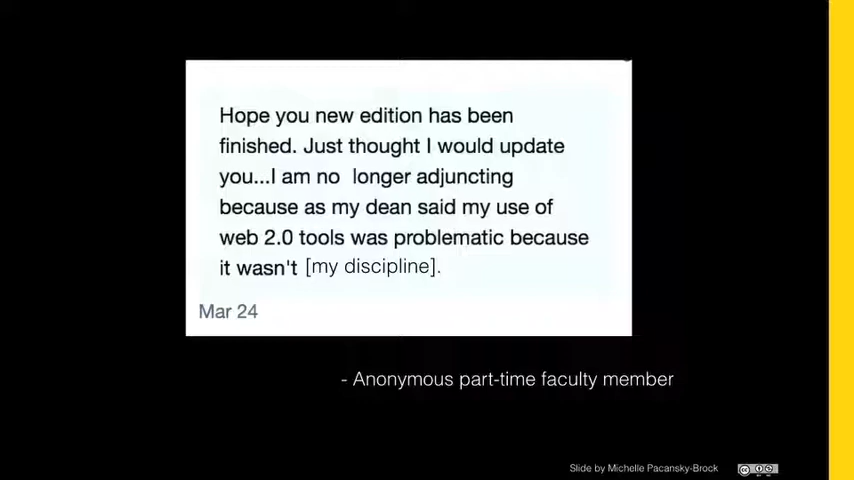 Hope you new edition has been
finished. Just thought I would update
you...I am no longer adjuncting
because as my dean said my use of
web 2.0 tools was problematic because
it wasn't [my discipline].
Mar 24
- Anonymous part-time faculty member
Slide by Michelle Pacansky-Brock
cc